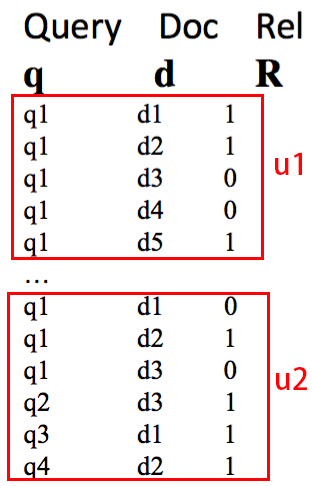 Query Doc Rel
q d R
q1 d1 1
q1 d2 1
q1 d3 0
q1 d4 0
q1 d5 1
u1
...
q1 d1 0
q1 d2 1
q1 d3 0
q2 d3 1
q3 d1 1
q4 d2 1
u2